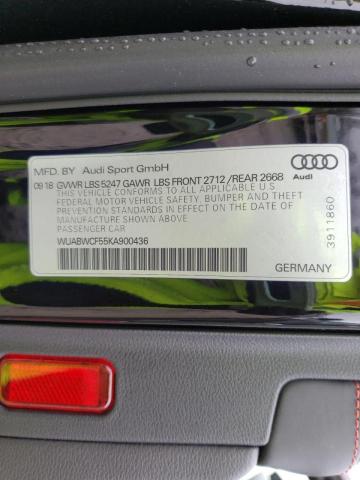 MFD. BY Audi Sport GmbH
09 18 GVWR LBS 5247 GAWR LBS FRONT 2712 / REAR 2668
THIS VEHICLE CONFORMS TO ALL APPLICABLE U.S
FEDERAL MOTOR VEHICLE SAFETY, BUMPER AND THEFT
PREVENTION STANDARDS IN EFFECT ON THE DATE OF
MANUFACTURE SHOWN ABOVE.
PASSENGER CAR
WUABWCF55KA900436
Audi
3911860
GERMANY